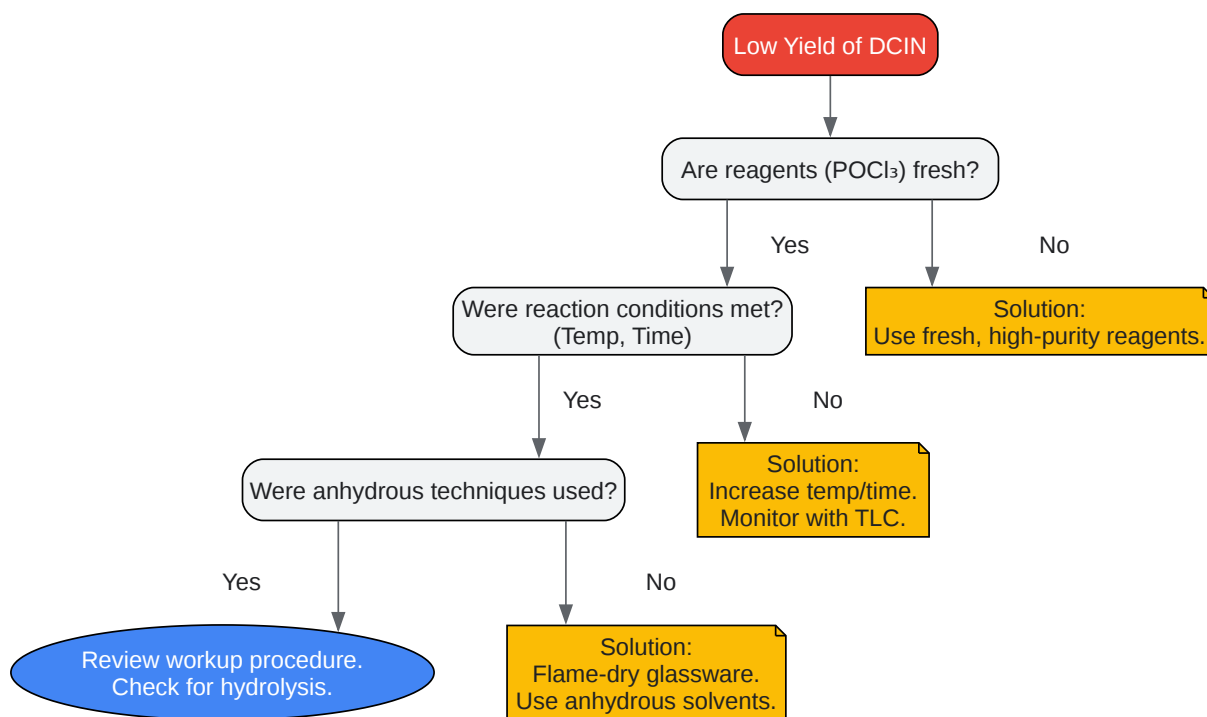 Low Yield of DCIN
Are reagents (POCl₃) fresh?
Yes
No
Were reaction conditions met?
(Temp, Time)
Solution:
Use fresh, high-purity reagents.
Yes
No
Were anhydrous techniques used?
Solution:
Increase temp/time.
Monitor with TLC.
Yes
No
Review workup procedure.
Check for hydrolysis.
Solution:
Flame-dry glassware.
Use anhydrous solvents.